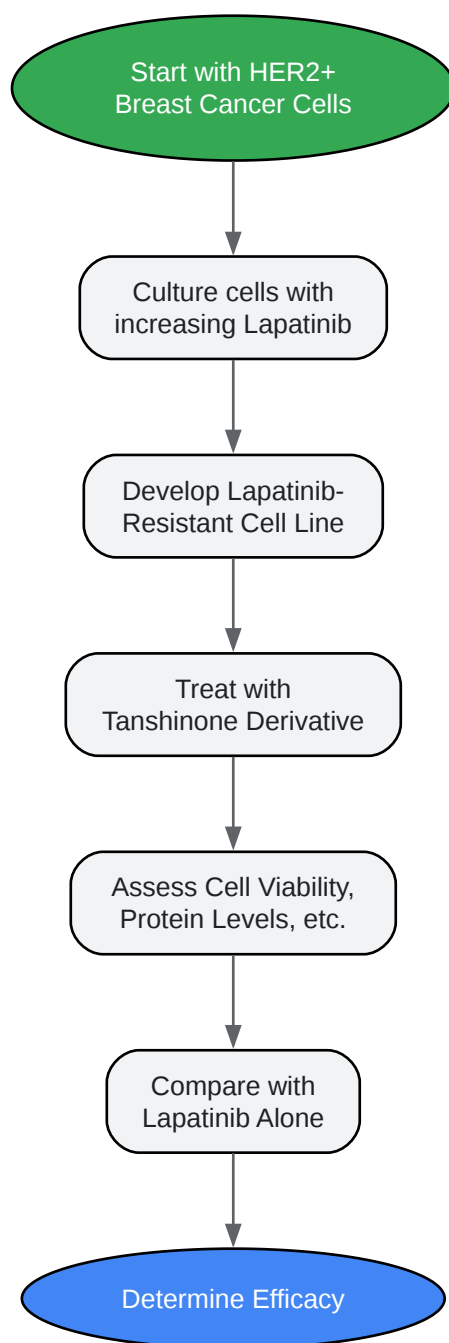 Start with HER2+
Breast Cancer Cells
Culture cells with
increasing Lapatinib
Develop Lapatinib-
Resistant Cell Line
Treat with
Tanshinone Derivative
Assess Cell Viability,
Protein Levels, etc.
Compare with
Lapatinib Alone
Determine Efficacy